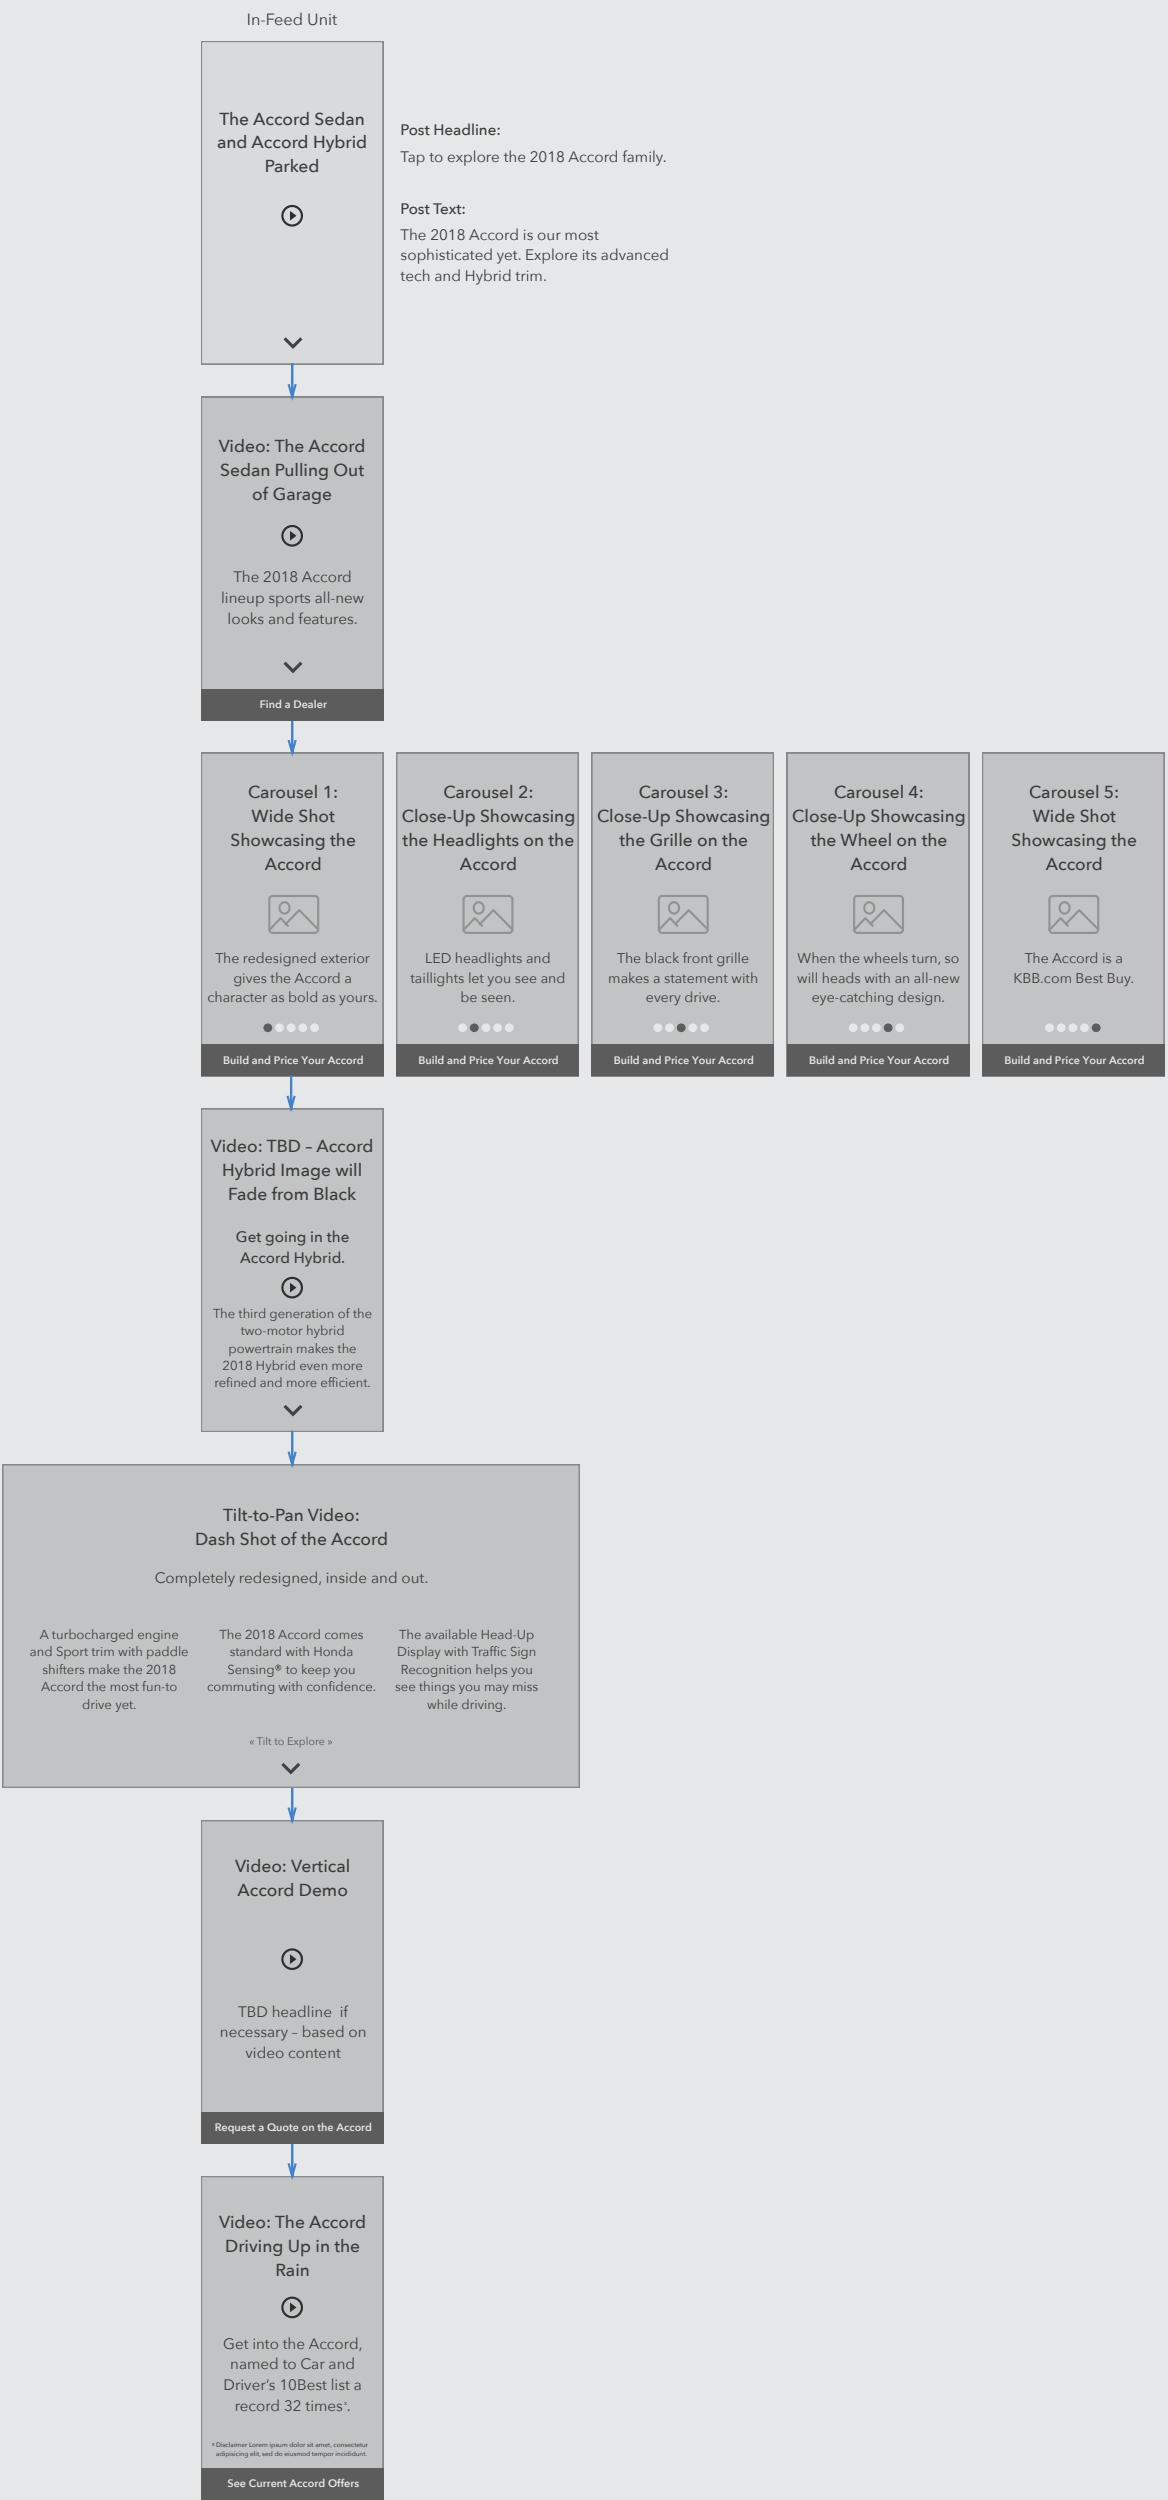 In-Feed Unit
The Accord Sedan
and Accord Hybrid
Parked
Post Headline:
Tap to explore the 2018 Accord family.
Post Text:
The 2018 Accord is our most
sophisticated yet. Explore its advanced
tech and Hybrid trim.
Video: The Accord
Sedan Pulling Out
of Garage
The 2018 Accord
lineup sports all-new
looks and features.
Find a Dealer
Carousel 1:
Wide Shot
Showcasing the
Accord
The redesigned exterior
gives the Accord a
character as bold as yours.
Build and Price Your Accord
Carousel 2:
Close-Up Showcasing
the Headlights on the
Accord
LED headlights and
taillights let you see and
be seen.
Build and Price Your Accord
Carousel 3:
Close-Up Showcasing
the Grille on the
Accord
The black front grille
makes a statement with
every drive.
Build and Price Your Accord
Carousel 4:
Close-Up Showcasing
the Wheel on the
Accord
When the wheels turn, so
will heads with an all-new
eye-catching design.
Build and Price Your Accord
Carousel 5:
Wide Shot
Showcasing the
Accord
The Accord is a
KBB.com Best Buy.
Build and Price Your Accord
Video: TBD – Accord
Hybrid Image will
Fade from Black
Get going in the
Accord Hybrid.
The third generation of the
two-motor hybrid
powertrain makes the
2018 Hybrid even more
refined and more efficient.
Tilt-to-Pan Video:
Dash Shot of the Accord
Completely redesigned, inside and out.
A turbocharged engine
and Sport trim with paddle
shifters make the 2018
Accord the most fun-to
drive yet.
The 2018 Accord comes
standard with Honda
Sensing® to keep you
commuting with confidence.
The available Head-Up
Display with Traffic Sign
Recognition helps you
see things you may miss
while driving.
« Tilt to Explore »
Video: Vertical
Accord Demo
TBD headline if
necessary – based on
video content
Request a Quote on the Accord
Video: The Accord
Driving Up in the
Rain
Get into the Accord,
named to Car and
Driver's 10Best list a
record 32 times*.
* Disclaimer Lorem ipsum dolor sit amet, consectetur
adipisicing elit, sed do eiusmod tempor incididunt.
See Current Accord Offers